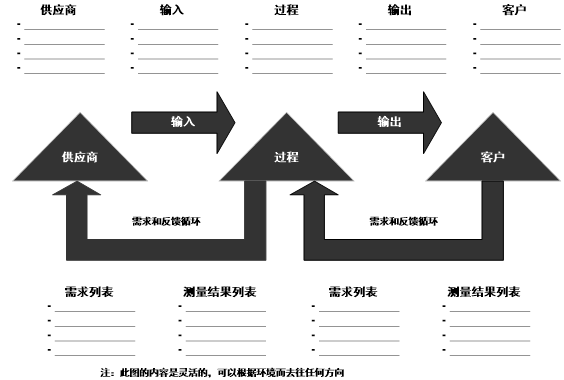 供应商 输入 过程 输出 客户
输入 输出
供应商 过程 客户
需求和反馈循环 需求和反馈循环
需求列表 测量结果列表 需求列表 测量结果列表
注：此图的内容是灵活的，可以根据环境而去往任何方向